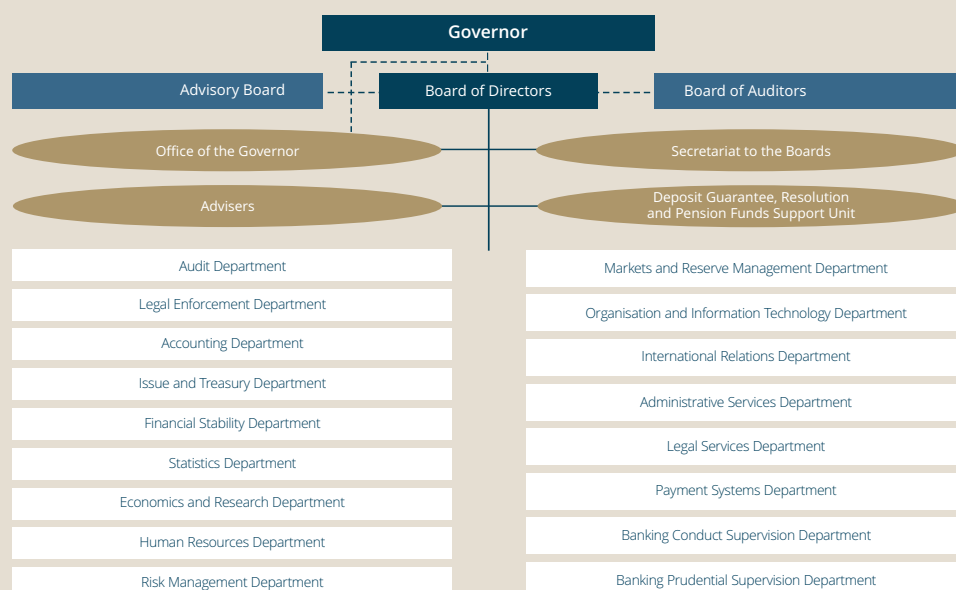 Governor
Advisory Board
Board of Directors
Board of Auditors
Office of the Governor
Secretariat to the Boards
Advisers
Deposit Guarantee, Resolution
and Pension Funds Support Unit
Audit Department
Legal Enforcement Department
Accounting Department
Issue and Treasury Department
Financial Stability Department
Statistics Department
Economics and Research Department
Human Resources Department
Risk Management Department
Markets and Reserve Management Department
Organisation and Information Technology Department
International Relations Department
Administrative Services Department
Legal Services Department
Payment Systems Department
Banking Conduct Supervision Department
Banking Prudential Supervision Department